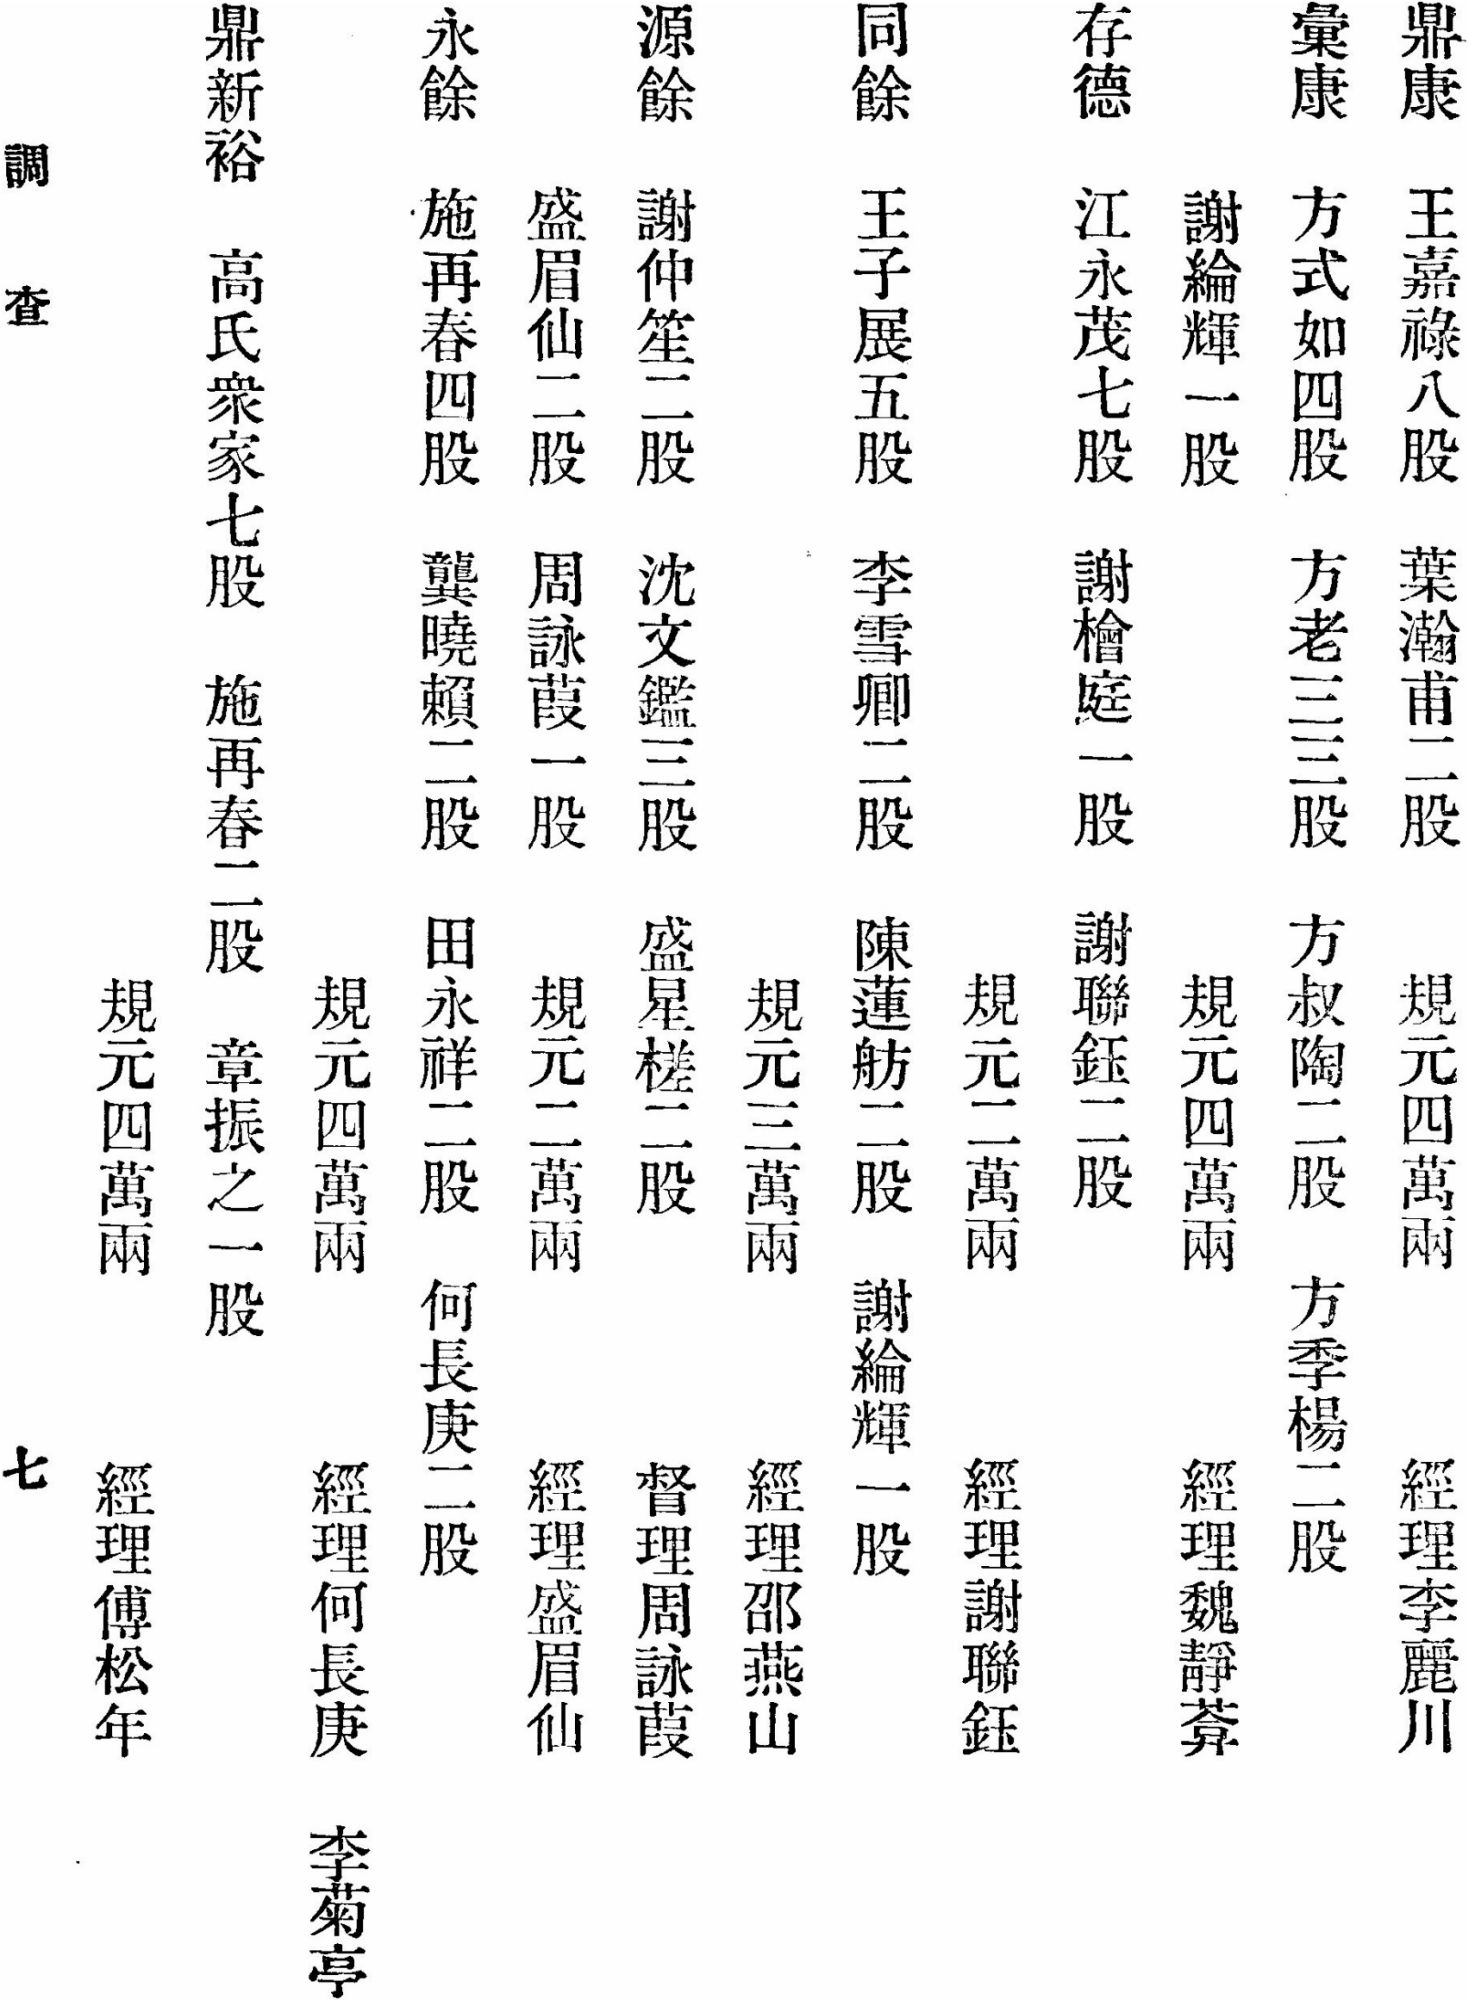 鼎康　王嘉祿八股　葉瀚甫二股　規元四萬兩　經理李麗川
彙康　方式如四股　方老三三股　方叔陶二股　方季楊二股
謝綸輝一股　規元四萬兩　經理魏靜莽
存德　江永茂七股　謝檜庭一股　謝聯鈺二股
規元二萬兩　經理謝聯鈺
同餘　王子展五股　李雪卿二股　陳蓮舫二股　謝綸輝一股
規元三萬兩　經理邵燕山
源餘　謝仲笙二股　沈文鑑三股　盛星槎二股　督理周詠葭
盛眉仙二股　周詠葭一股　規元二萬兩　經理盛眉仙
永餘　施再春四股　龔曉賴二股　田永祥二股　何長庚二股
規元四萬兩　經理何長庚　李菊亭
鼎新裕　高氏衆家七股　施再春二股　章振之一股
規元四萬兩　經理傅松年
調查　七